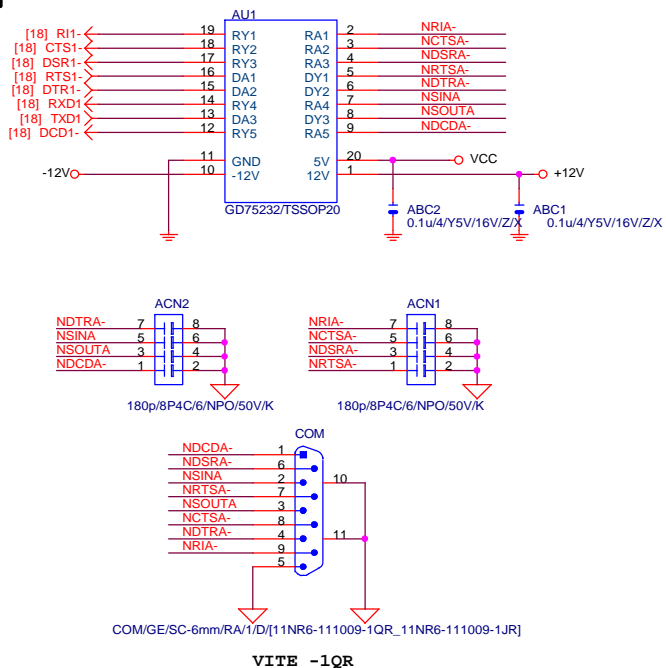 AU1
[18] RI1- 19 RY1 RA1 2 NRIA-
[18] CTS1- 18 RY2 RA2 3 NCTSA-
[18] DSR1- 17 RY3 RA3 4 NDSRA-
[18] RTS1- 16 DA1 DY1 5 NRTSA-
[18] DTR1- 15 DA2 DY2 6 NDTRA-
[18] RXD1 14 RY4 RA4 7 NSINA
[18] TXD1 13 DA3 DY3 8 NSOUTA
[18] DCD1- 12 RY5 RA5 9 NDCDA-
11 GND 5V 20 VCC
-12V 10 -12V 12V 1 +12V
GD75232/TSSOP20
ABC2 ABC1
0.1u/4/Y5V/16V/Z/X 0.1u/4/Y5V/16V/Z/X
ACN2 ACN1
NDTRA- 7 8 NRIA- 7 8
NSINA 5 6 NCTSA- 5 6
NSOUTA 3 4 NDSRA- 3 4
NDCDA- 1 2 NRTSA- 1 2
180p/8P4C/6/NPO/50V/K 180p/8P4C/6/NPO/50V/K
COM
NDCDA- 1
NDSRA- 6
NSINA 2 10
NRTSA- 7
NSOUTA 3
NCTSA- 8
NDTRA- 4 11
NRIA- 9
5
COM/GE/SC-6mm/RA/1/D/[11NR6-111009-1QR_11NR6-111009-1JR]
VITE -1QR